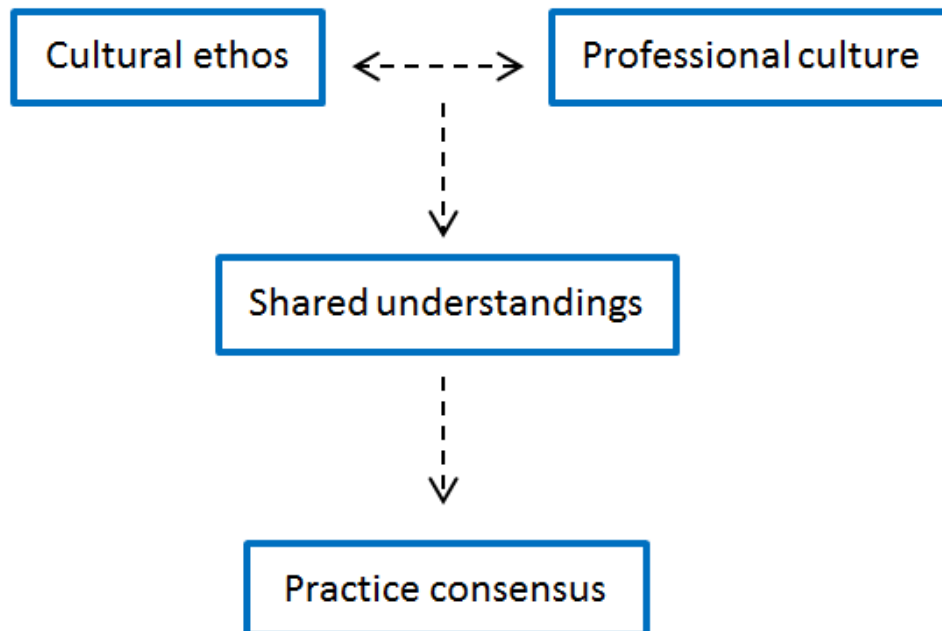 Cultural ethos
Professional culture
Shared understandings
Practice consensus